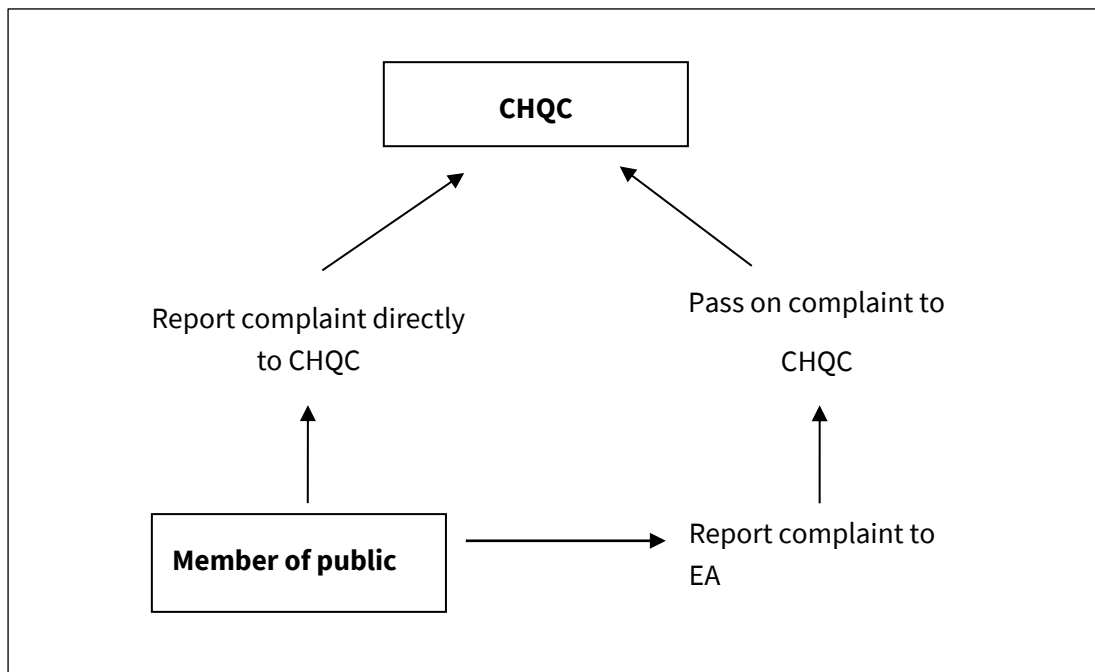 CHQC
Report complaint directly
to CHQC
Pass on complaint to
CHQC
Member of public
Report complaint to
EA